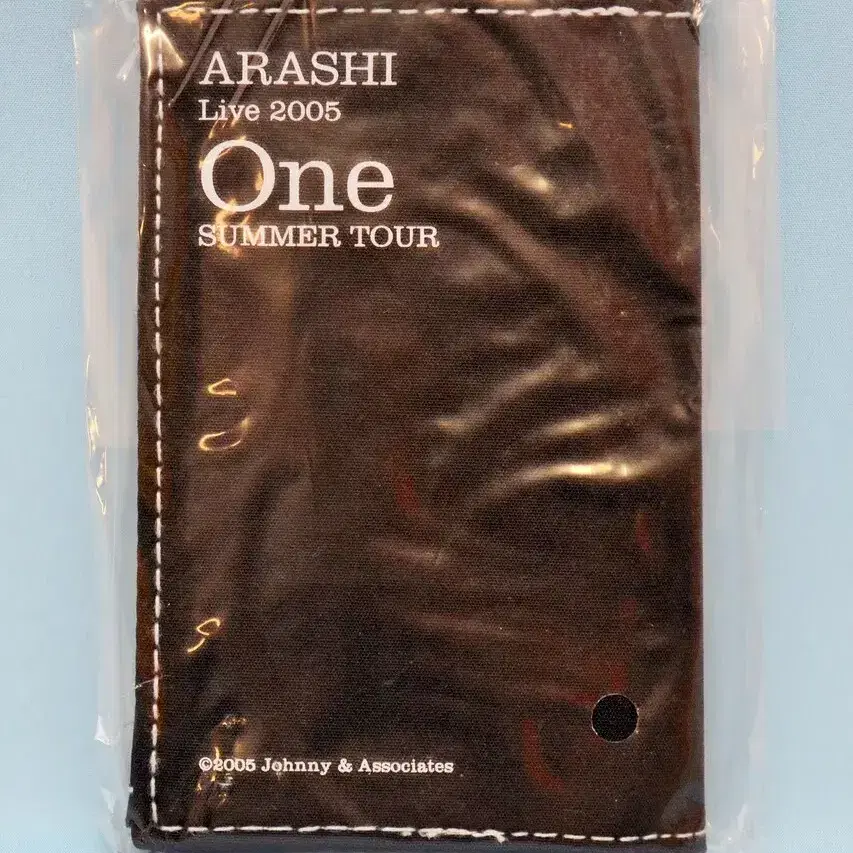 ARASHI
Live 2005
One
SUMMER TOUR
©2005 Johnny & Associates